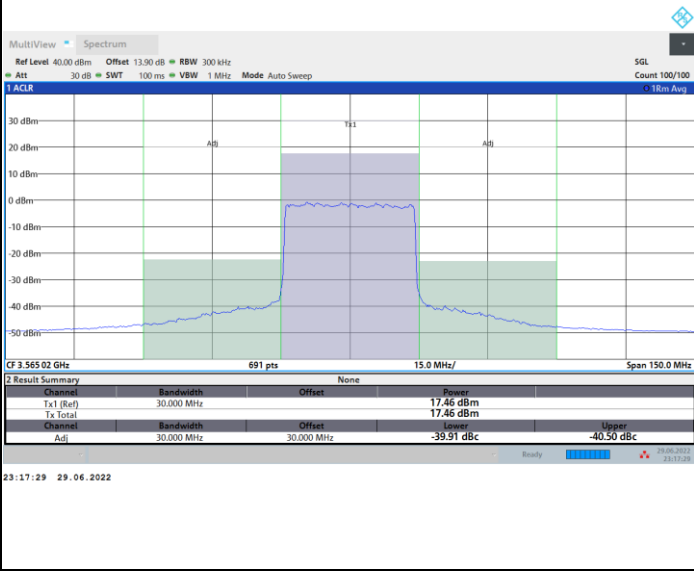 MultiView Spectrum
Ref Level 40.00 dBm Offset 13.90 dB RBW 300 kHz SGL
Att 30 dB SWT 100 ms VBW 1 MHz Mode Auto Sweep Count 100/100
1 ACLR 1Rm Avg
30 dBm
Tx1
20 dBm
Adj Adj
10 dBm
0 dBm
-10 dBm
-20 dBm
-30 dBm
-40 dBm
-50 dBm
CF 3.56502 GHz 691 pts 15.0 MHz/ Span 150.0 MHz
2 Result Summary None
Channel Bandwidth Offset Power
Tx1 (Ref) 30.000 MHz 17.46 dBm
Tx Total 17.46 dBm
Channel Bandwidth Offset Lower Upper
Adj 30.000 MHz 30.000 MHz -39.91 dBc -40.50 dBc
Ready 29.06.2022
23:17:29
23:17:29 29.06.2022